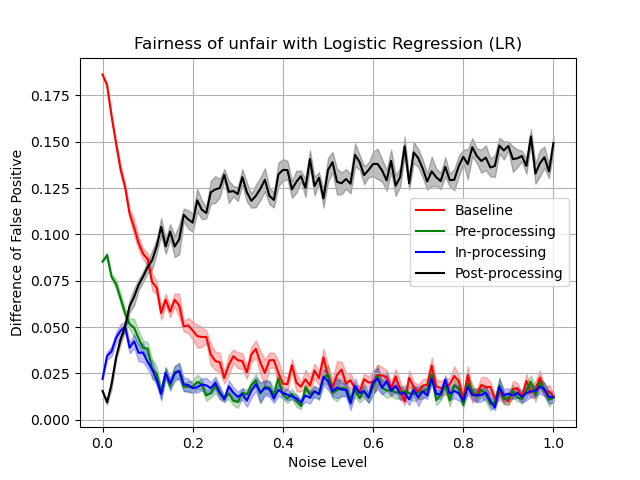 Fairness of unfair with Logistic Regression (LR)
Difference of False Positive
0.175
0.150
0.125
0.100
0.075
0.050
0.025
0.000
Baseline
Pre-processing
In-processing
Post-processing
0.0 0.2 0.4 0.6 0.8 1.0
Noise Level